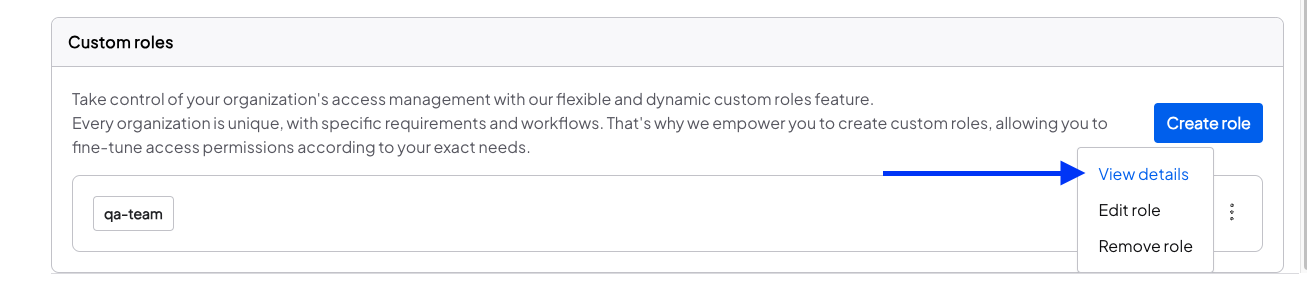 Custom roles
Take control of your organization's access management with our flexible and dynamic custom roles feature.
Every organization is unique, with specific requirements and workflows. That's why we empower you to create custom roles, allowing you to
fine-tune access permissions according to your exact needs.
Create role
View details
qa-team
Edit role
Remove role